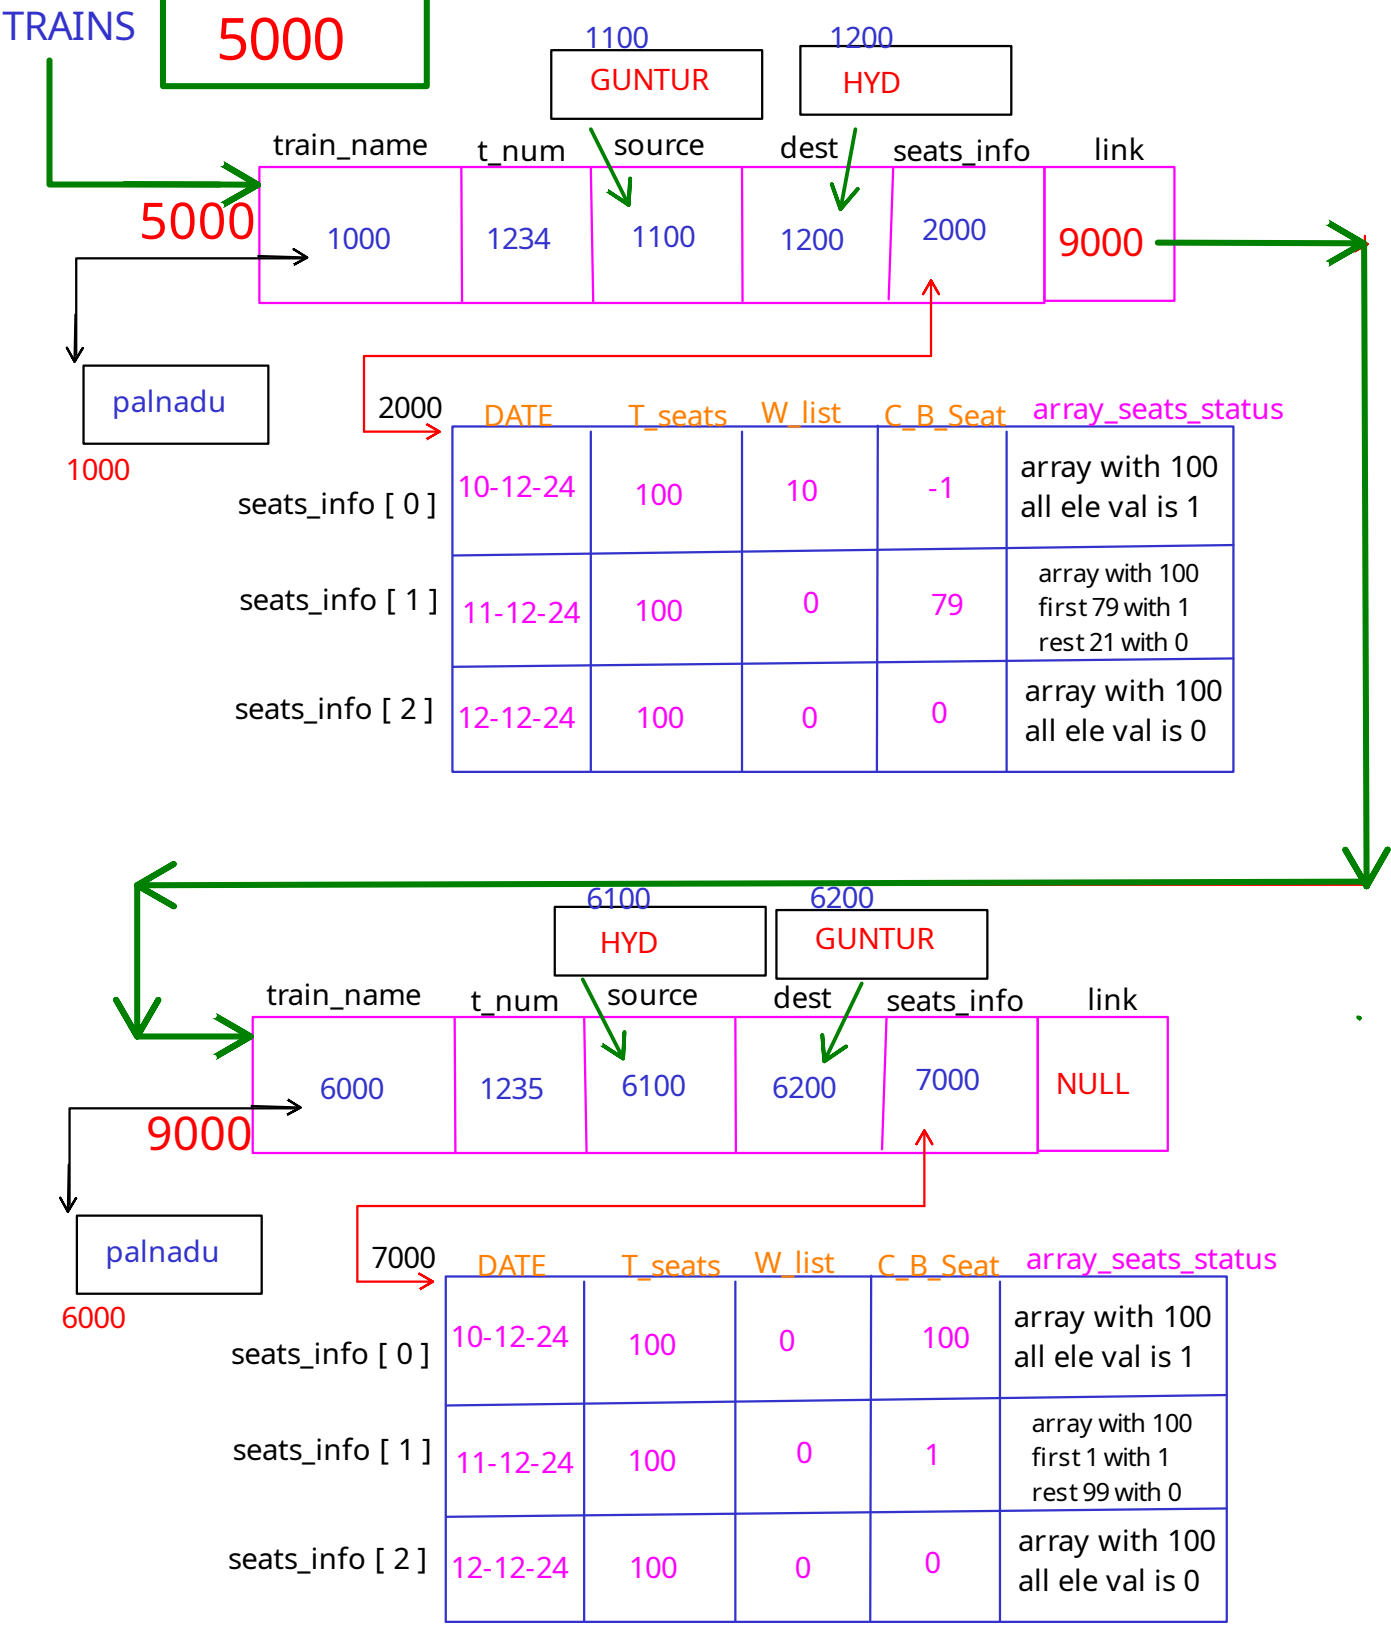 TRAINS
5000
1100
1200
GUNTUR
HYD
train_name
t_num
source
dest
seats_info
link
5000
1000
1234
1100
1200
2000
9000
palnadu
1000
2000
DATE
T_seats
W_list
C_B_Seat
array_seats_status
seats_info [ 0 ]
10-12-24
100
10
-1
array with 100
all ele val is 1
seats_info [ 1 ]
11-12-24
100
0
79
array with 100
first 79 with 1
rest 21 with 0
seats_info [ 2 ]
12-12-24
100
0
0
array with 100
all ele val is 0
6100
6200
HYD
GUNTUR
train_name
t_num
source
dest
seats_info
link
9000
6000
1235
6100
6200
7000
NULL
palnadu
6000
7000
DATE
T_seats
W_list
C_B_Seat
array_seats_status
seats_info [ 0 ]
10-12-24
100
0
100
array with 100
all ele val is 1
seats_info [ 1 ]
11-12-24
100
0
1
array with 100
first 1 with 1
rest 99 with 0
seats_info [ 2 ]
12-12-24
100
0
0
array with 100
all ele val is 0